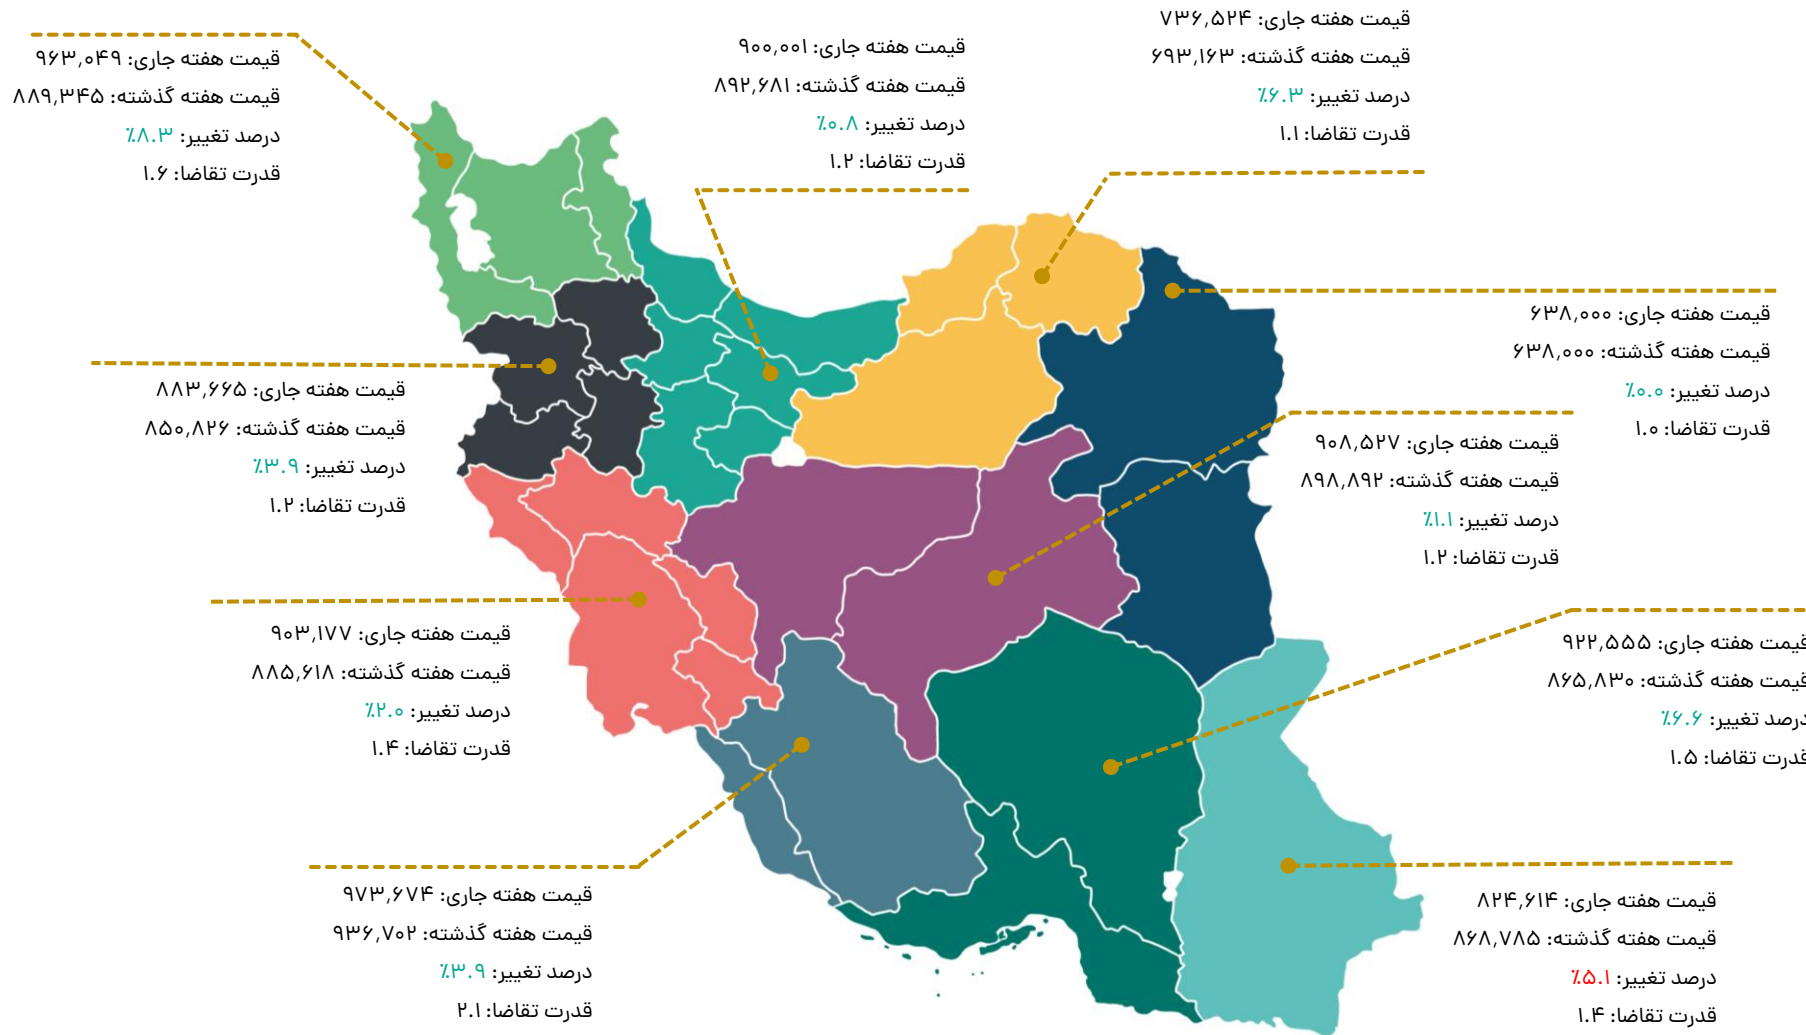 قیمت هفته جاری: ۷۳۶,۵۲۴
قیمت هفته گذشته: ۶۹۳,۱۶۳
درصد تغییر: ٪۶.۳
قدرت تقاضا: ۱.۱
قیمت هفته جاری: ۹۰۰,۰۰۱
قیمت هفته گذشته: ۸۹۲,۶۸۱
درصد تغییر: ٪۰.۸
قدرت تقاضا: ۱.۲
قیمت هفته جاری: ۹۶۳,۰۴۹
قیمت هفته گذشته: ۸۸۹,۳۴۵
درصد تغییر: ٪۸.۳
قدرت تقاضا: ۱.۶
قیمت هفته جاری: ۶۳۸,۰۰۰
قیمت هفته گذشته: ۶۳۸,۰۰۰
درصد تغییر: ٪۰.۰
قدرت تقاضا: ۱.۰
قیمت هفته جاری: ۸۸۳,۶۶۵
قیمت هفته گذشته: ۸۵۰,۸۲۶
درصد تغییر: ٪۳.۹
قدرت تقاضا: ۱.۲
قیمت هفته جاری: ۹۰۸,۵۲۷
قیمت هفته گذشته: ۸۹۸,۸۹۲
درصد تغییر: ٪۱.۱
قدرت تقاضا: ۱.۲
قیمت هفته جاری: ۹۲۲,۵۵۵
قیمت هفته گذشته: ۸۶۵,۸۳۰
درصد تغییر: ٪۶.۶
قدرت تقاضا: ۱.۵
قیمت هفته جاری: ۹۰۳,۱۷۷
قیمت هفته گذشته: ۸۸۵,۶۱۸
درصد تغییر: ٪۲.۰
قدرت تقاضا: ۱.۴
قیمت هفته جاری: ۸۲۴,۶۱۴
قیمت هفته گذشته: ۸۶۸,۷۸۵
درصد تغییر: ٪۵.۱
قدرت تقاضا: ۱.۴
قیمت هفته جاری: ۹۷۳,۶۷۴
قیمت هفته گذشته: ۹۳۶,۷۰۲
درصد تغییر: ٪۳.۹
قدرت تقاضا: ۲.۱